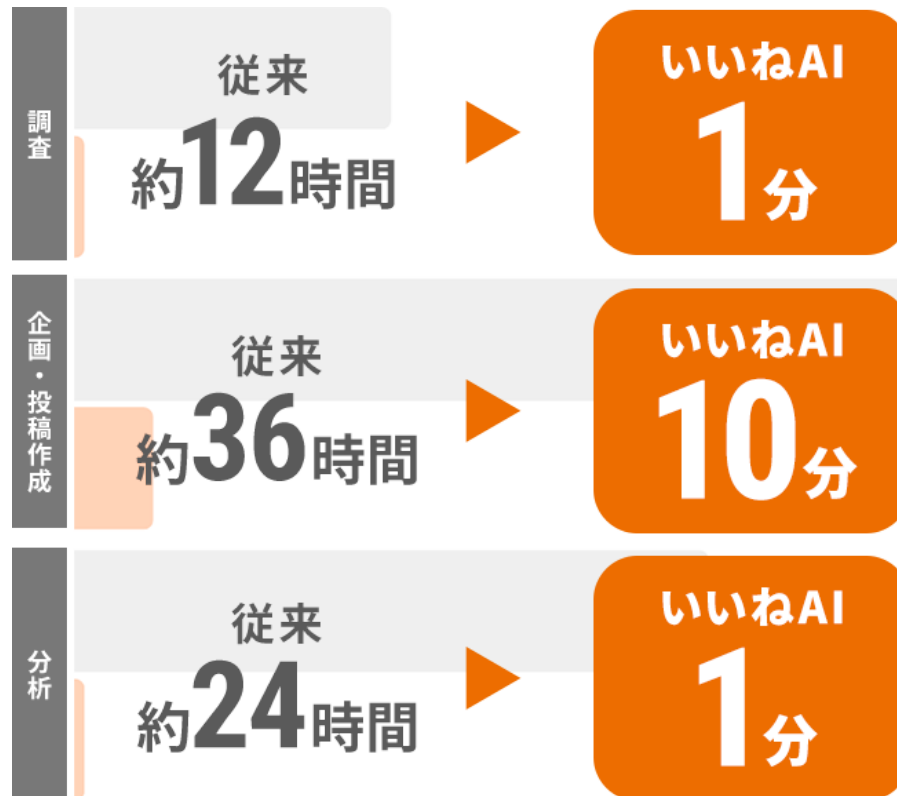 調査
従来
約12時間
いいねAI
1分
企画・投稿作成
従来
約36時間
いいねAI
10分
分析
従来
約24時間
いいねAI
1分